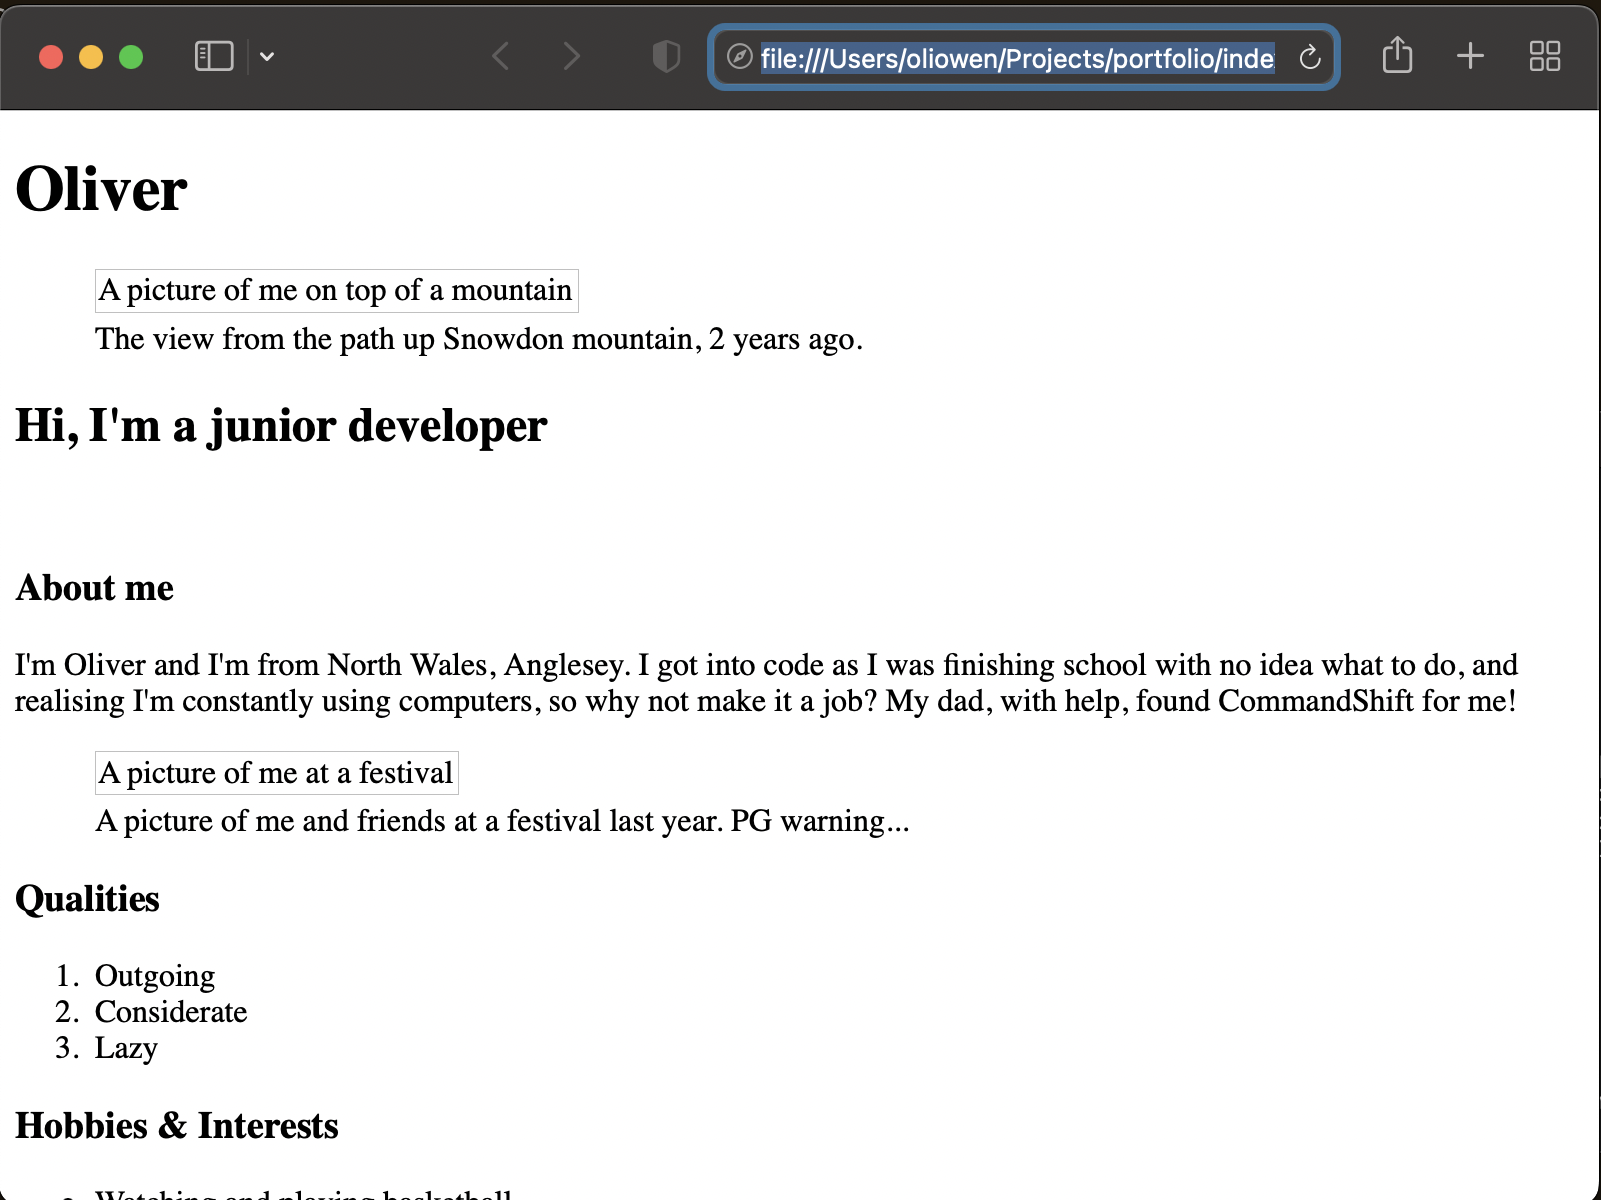 file:///Users/oliowen/Projects/portfolio/inde
Oliver
A picture of me on top of a mountain
The view from the path up Snowdon mountain, 2 years ago.
Hi, I'm a junior developer
About me
I'm Oliver and I'm from North Wales, Anglesey. I got into code as I was finishing school with no idea what to do, and
realising I'm constantly using computers, so why not make it a job? My dad, with help, found CommandShift for me!
A picture of me at a festival
A picture of me and friends at a festival last year. PG warning...
Qualities
1. Outgoing
2. Considerate
3. Lazy
Hobbies & Interests
• Watching and playing basketball